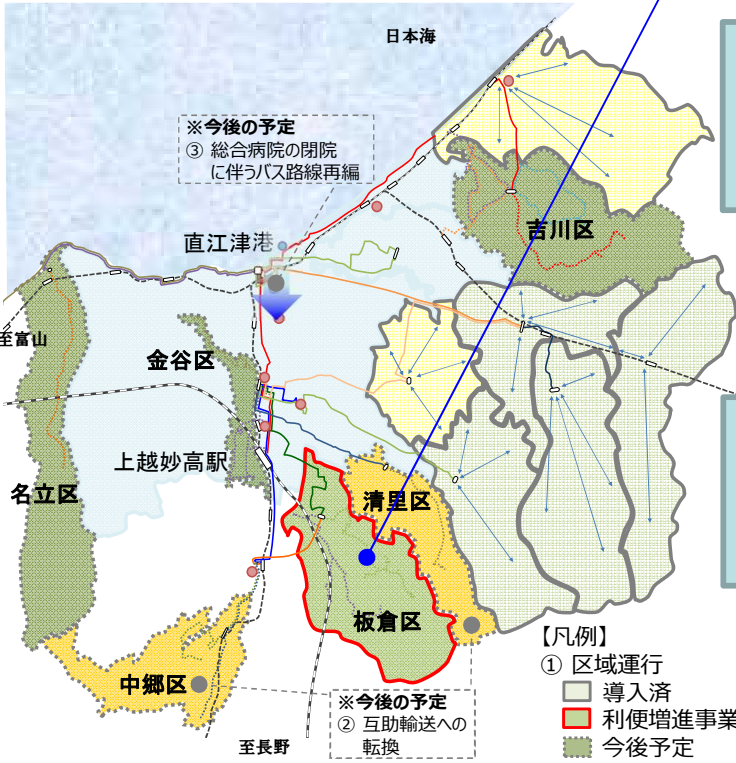 日本海
※今後の予定
③ 総合病院の閉院
に伴うバス路線再編
直江津港
吉川区
至富山
金谷区
上越妙高駅
名立区
清里区
板倉区
中郷区
※今後の予定
② 互助輸送への
転換
至長野
【凡例】
① 区域運行
導入済
利便増進事業
今後予定